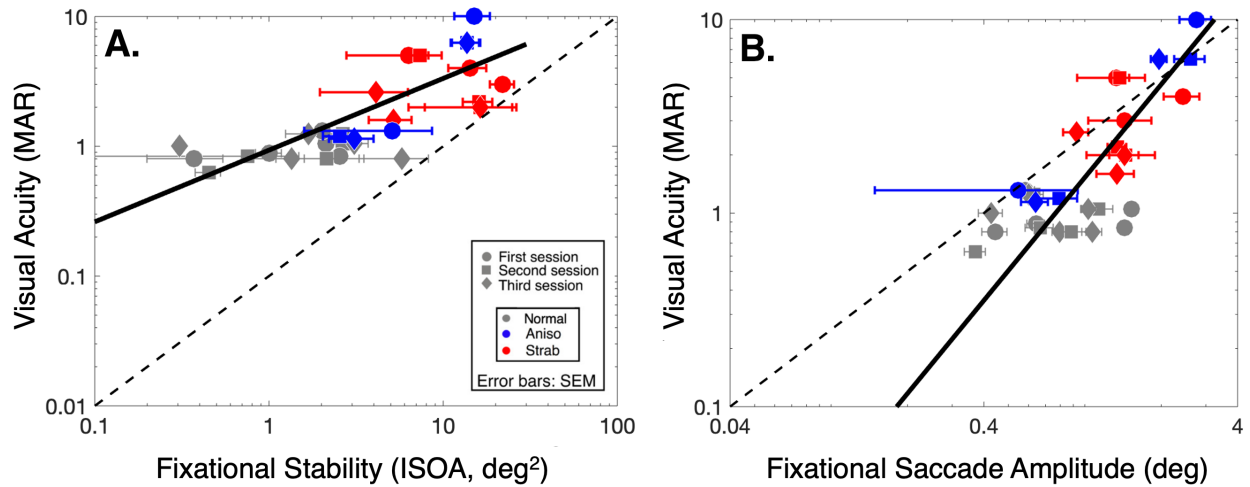 A.
Visual Acuity (MAR)
10
1
0.1
0.01
0.1
1
10
100
Fixational Stability (ISOA, deg²)
First session
Second session
Third session
Normal
Aniso
Strab
Error bars: SEM
B.
Visual Acuity (MAR)
10
1
0.1
0.04
0.4
4
Fixational Saccade Amplitude (deg)